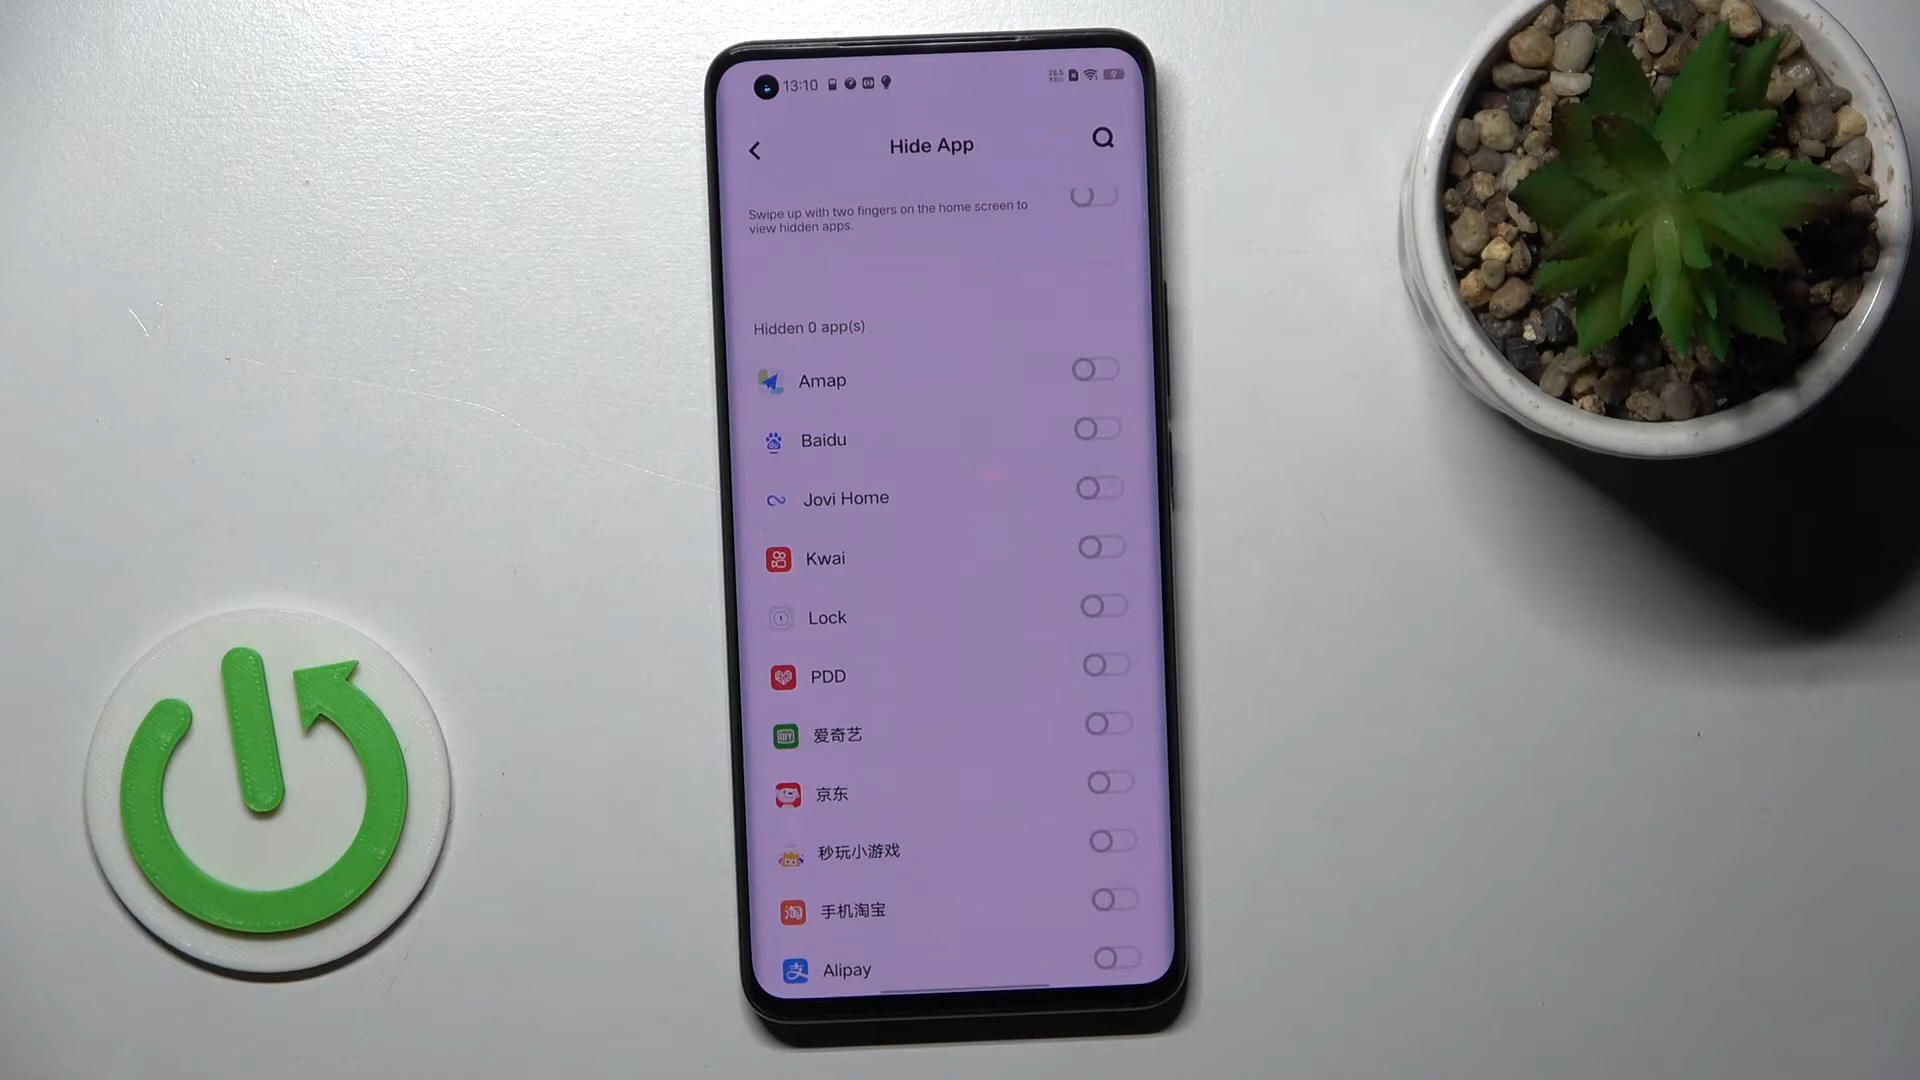 13:10
Hide App
Swipe up with two fingers on the home screen to
view hidden apps.
Hidden 0 app(s)
Amap
Baidu
Jovi Home
Kwai
Lock
PDD
爱奇艺
京东
秒玩小游戏
手机淘宝
Alipay